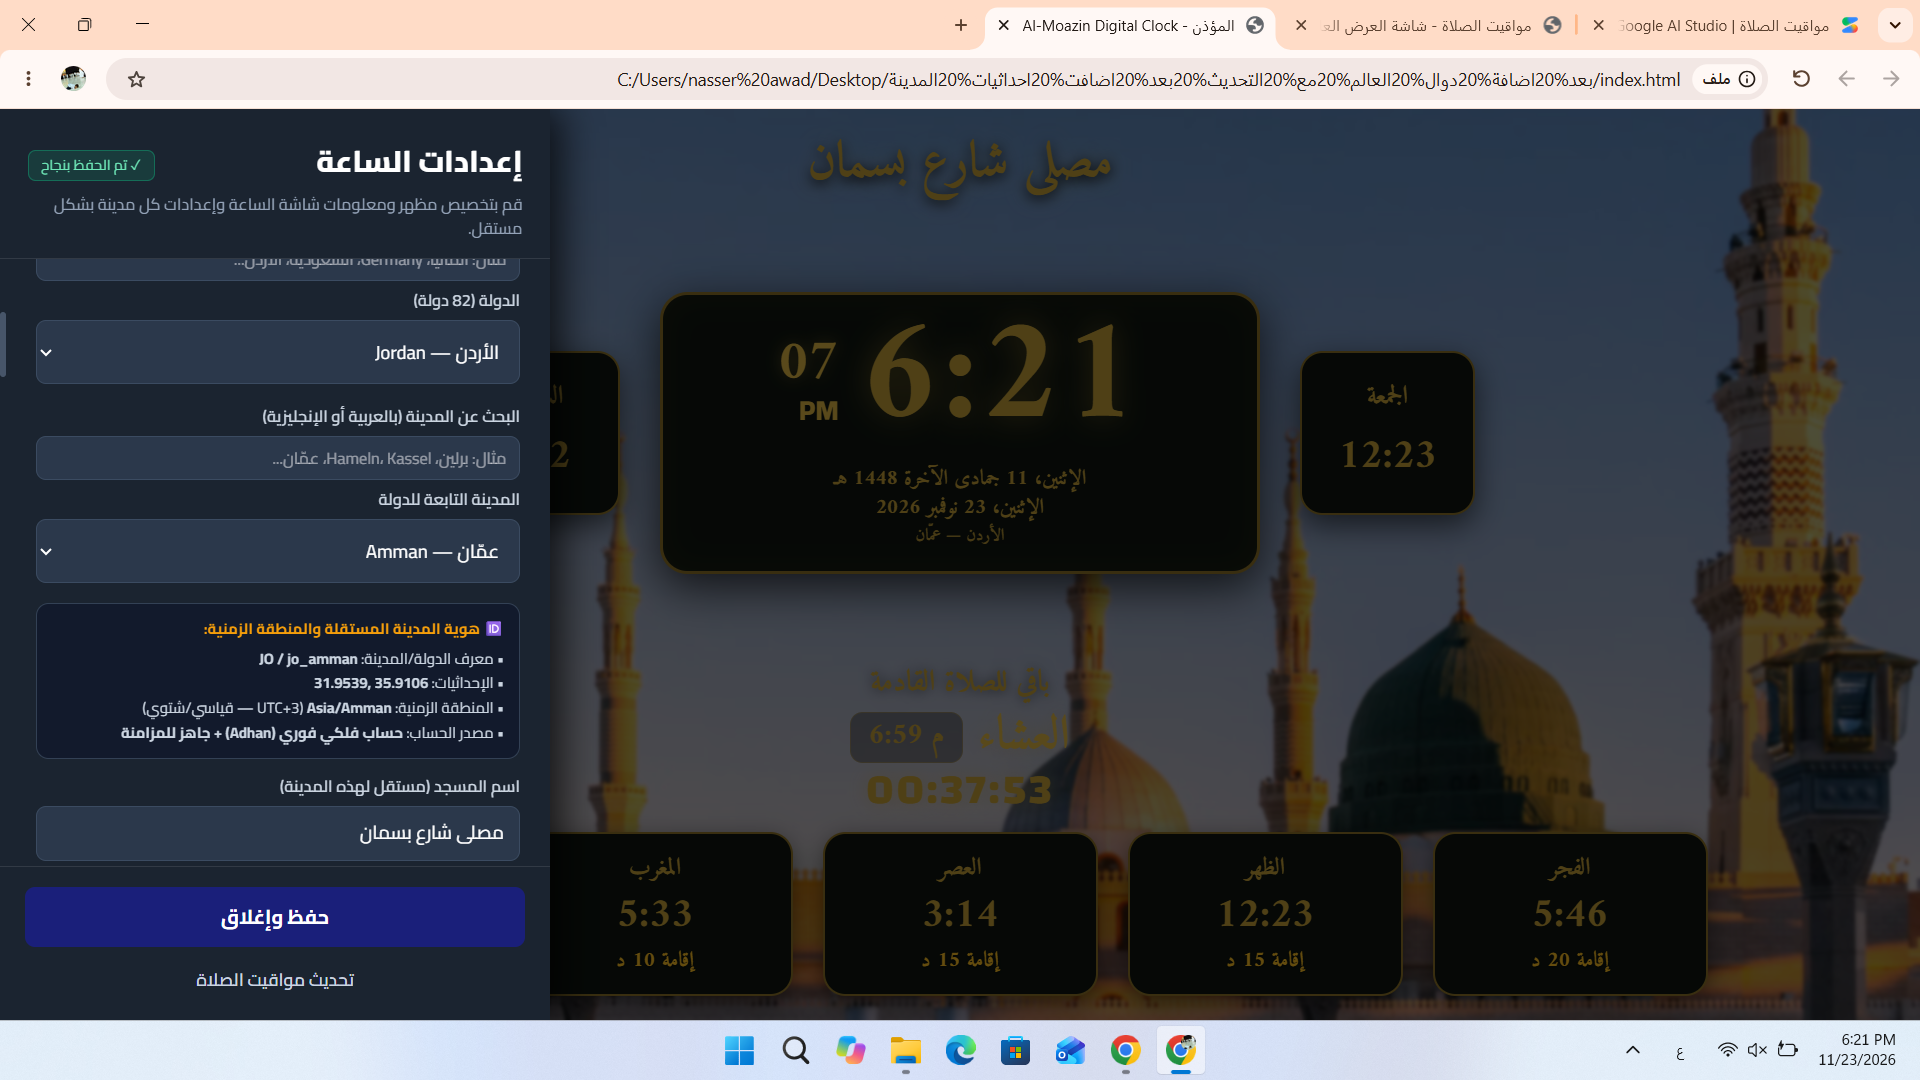 مواقيت الصلاة | Google AI Studio
مواقيت الصلاة - شاشة العرض
Al-Moazin Digital Clock - المؤذن
ملف
C:/Users/nasser%20awad/Desktop/بعد%20اضافة%20دوال%20العالم%20مع%20التحديث%20بعد%20اضافت%20احداثيات%20المدينة/index.html
إعدادات الساعة
✓ تم الحفظ بنجاح
قم بتخصيص مظهر ومعلومات شاشة الساعة وإعدادات كل مدينة بشكل
مستقل.
مثال: ألمانيا، Germany، السعودية، الأردن...
الدولة (82 دولة)
الأردن — Jordan
البحث عن المدينة (بالعربية أو الإنجليزية)
مثال: برلين، Hameln، Kassel، عمّان...
المدينة التابعة للدولة
عمّان — Amman
🆔 هوية المدينة المستقلة والمنطقة الزمنية:
▪ معرف الدولة/المدينة: JO / jo_amman
▪ الإحداثيات: 31.9539, 35.9106
▪ المنطقة الزمنية: Asia/Amman (UTC+3 — قياسي/شتوي)
▪ مصدر الحساب: حساب فلكي فوري (Adhan) + جاهز للمزامنة
اسم المسجد (مستقل لهذه المدينة)
مصلى شارع بسمان
حفظ وإغلاق
تحديث مواقيت الصلاة
مصلى شارع بسمان
الجمعة
12:23
6:21
07
PM
الإثنين، 11 جمادى الآخرة 1448 هـ
الإثنين، 23 نوفمبر 2026
الأردن — عمّان
2
باقي للصلاة القادمة
العشاء
6:59 م
00:37:53
الفجر
5:46
إقامة 20 د
الظهر
12:23
إقامة 15 د
العصر
3:14
إقامة 15 د
المغرب
5:33
إقامة 10 د
ع
6:21 PM
11/23/2026